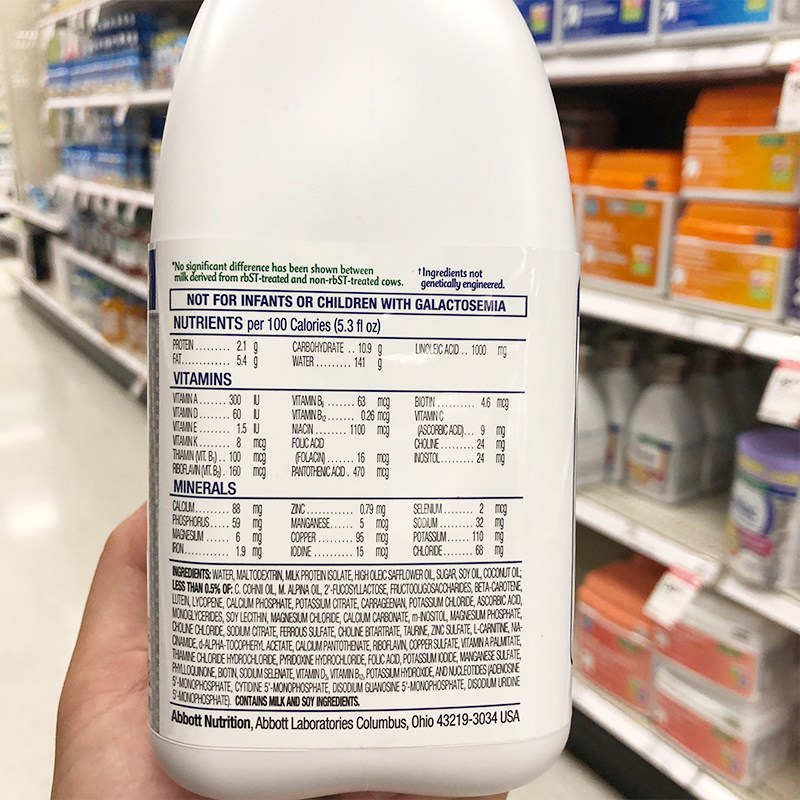 *No significant difference has been shown between
milk derived from rbST-treated and non-rbST-treated cows.
†Ingredients not
genetically engineered.
NOT FOR INFANTS OR CHILDREN WITH GALACTOSEMIA
NUTRIENTS per 100 Calories (5.3 fl oz)
PROTEIN ......... 2.1 g CARBOHYDRATE .. 10.9 g LINOLEIC ACID .. 1000 mg
FAT ............. 5.4 g WATER ......... 141 g
VITAMINS
VITAMIN A ....... 300 IU VITAMIN B6 ...... 63 mcg BIOTIN .......... 4.6 mcg
VITAMIN D ....... 60 IU VITAMIN B12 ..... 0.26 mcg VITAMIN C
VITAMIN E ....... 1.5 IU NIACIN ...... 1100 mcg (ASCORBIC ACID) ... 9 mg
VITAMIN K ....... 8 mcg FOLIC ACID CHOLINE ........ 24 mg
THIAMIN (VIT. B1) . 100 mcg (FOLACIN) ....... 16 mcg INOSITOL ....... 24 mg
RIBOFLAVIN (VIT. B2) . 160 mcg PANTOTHENIC ACID . 470 mcg
MINERALS
CALCIUM ........ 88 mg ZINC ........... 0.79 mg SELENIUM ....... 2 mcg
PHOSPHORUS ..... 59 mg MANGANESE ...... 5 mcg SODIUM ......... 32 mg
MAGNESIUM ...... 6 mg COPPER ......... 95 mcg POTASSIUM ...... 110 mg
IRON ........... 1.9 mg IODINE ......... 15 mcg CHLORIDE ....... 68 mg
INGREDIENTS: WATER, MALTODEXTRIN, MILK PROTEIN ISOLATE, HIGH OLEIC SAFFLOWER OIL, SUGAR, SOY OIL, COCONUT OIL;
LESS THAN 0.5% OF: C. COHNII OIL, M. ALPINA OIL, 2'-FUCOSYLLACTOSE, FRUCTOOLIGOSACCHARIDES, BETA-CAROTENE,
LUTEIN, LYCOPENE, CALCIUM PHOSPHATE, POTASSIUM CITRATE, CARRAGEENAN, POTASSIUM CHLORIDE, ASCORBIC ACID,
MONOGLYCERIDES, SOY LECITHIN, MAGNESIUM CHLORIDE, CALCIUM CARBONATE, m-INOSITOL, MAGNESIUM PHOSPHATE,
CHOLINE CHLORIDE, SODIUM CITRATE, FERROUS SULFATE, CHOLINE BITARTRATE, TAURINE, ZINC SULFATE, L-CARNITINE, NIA-
CINAMIDE, d-ALPHA-TOCOPHERYL ACETATE, CALCIUM PANTOTHENATE, RIBOFLAVIN, COPPER SULFATE, VITAMIN A PALMITATE,
THIAMINE CHLORIDE HYDROCHLORIDE, PYRIDOXINE HYDROCHLORIDE, FOLIC ACID, POTASSIUM IODIDE, MANGANESE SULFATE,
PHYLLOQUINONE, BIOTIN, SODIUM SELENATE, VITAMIN D3, VITAMIN B12, POTASSIUM HYDROXIDE, AND NUCLEOTIDES (ADENOSINE
5'-MONOPHOSPHATE, CYTIDINE 5'-MONOPHOSPHATE, DISODIUM GUANOSINE 5'-MONOPHOSPHATE, DISODIUM URIDINE
5'-MONOPHOSPHATE). CONTAINS MILK AND SOY INGREDIENTS.
Abbott Nutrition, Abbott Laboratories Columbus, Ohio 43219-3034 USA